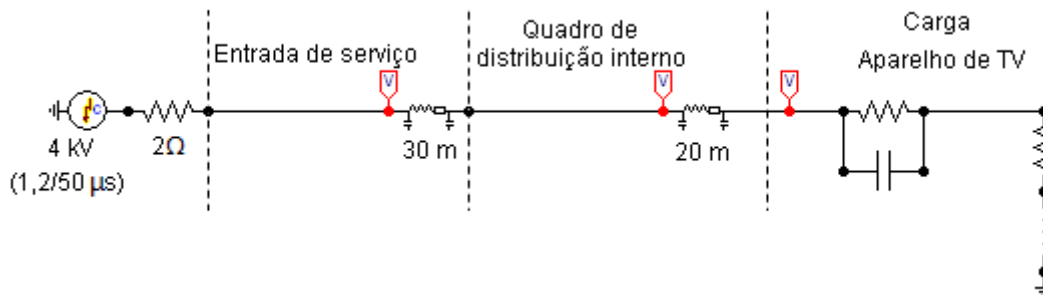 Entrada de serviço
Quadro de
distribuição interno
Carga
Aparelho de TV
V
V
V
C
4 kV
(1,2/50 µs)
2Ω
30 m
20 m